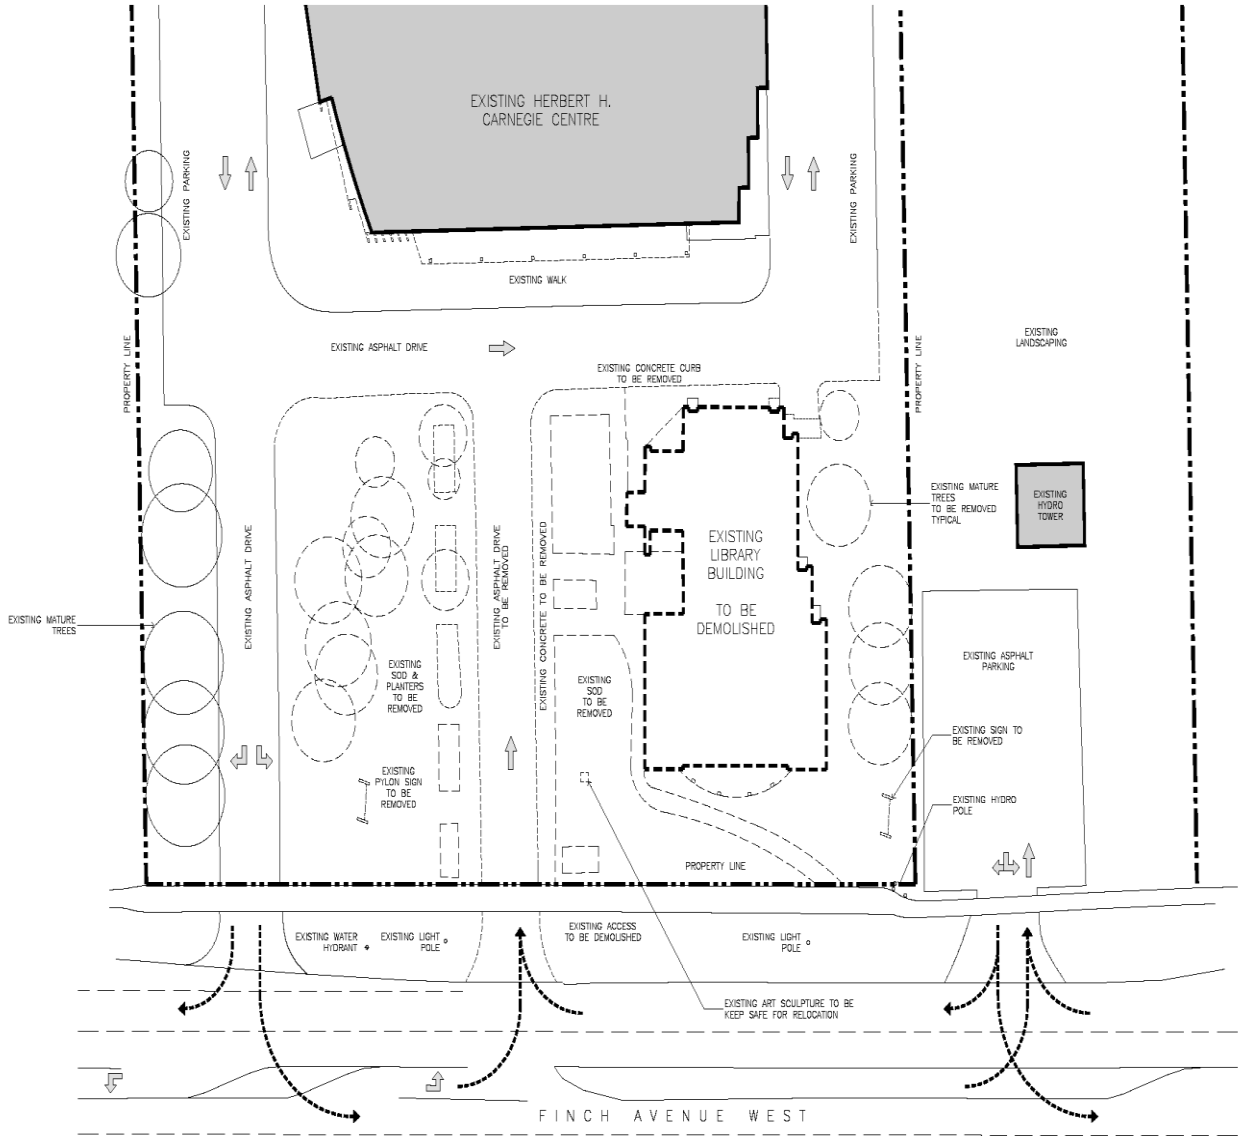 EXISTING HERBERT H.
CARNEGIE CENTRE
EXISTING PARKING
EXISTING PARKING
EXISTING WALK
EXISTING ASPHALT DRIVE
EXISTING CONCRETE CURB
TO BE REMOVED
PROPERTY LINE
PROPERTY LINE
EXISTING
LANDSCAPING
EXISTING MATURE
TREES
TO BE REMOVED
TYPICAL
EXISTING
HYDRO
TOWER
EXISTING ASPHALT DRIVE
EXISTING ASPHALT DRIVE
TO BE REMOVED
EXISTING CONCRETE TO BE REMOVED
EXISTING
LIBRARY
BUILDING
TO BE
DEMOLISHED
EXISTING MATURE
TREES
EXISTING
SOD &
PLANTERS
TO BE
REMOVED
EXISTING
SOD
TO BE
REMOVED
EXISTING ASPHALT
PARKING
EXISTING SIGN TO
BE REMOVED
EXISTING
PYLON SIGN
TO BE
REMOVED
EXISTING HYDRO
POLE
PROPERTY LINE
EXISTING WATER
HYDRANT
EXISTING LIGHT
POLE
EXISTING ACCESS
TO BE DEMOLISHED
EXISTING LIGHT
POLE
EXISTING ART SCULPTURE TO BE
KEEP SAFE FOR RELOCATION
FINCH AVENUE WEST